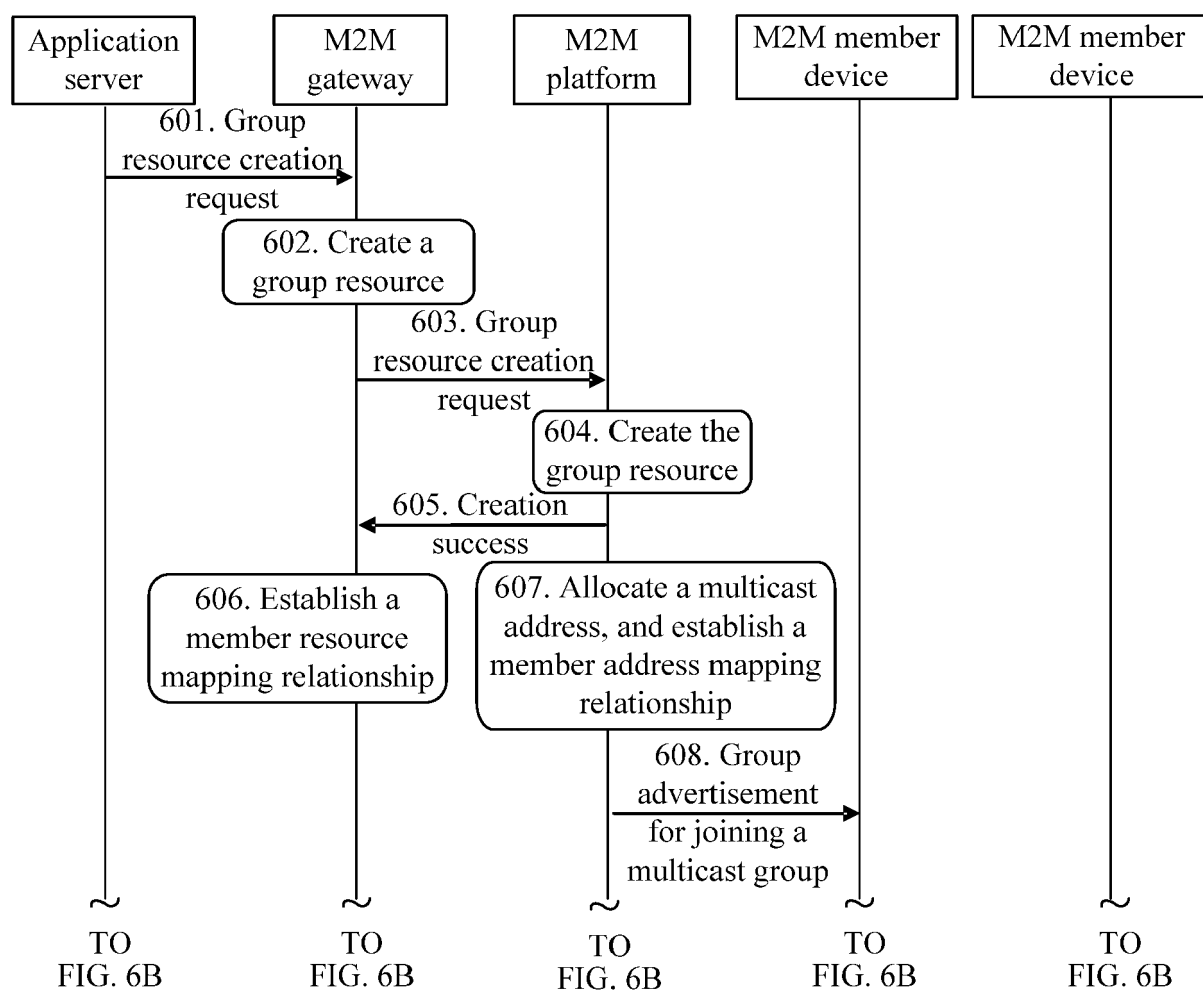 Application
server
M2M
gateway
M2M
platform
M2M member
device
M2M member
device
601. Group
resource creation
request
602. Create a
group resource
603. Group
resource creation
request
604. Create the
group resource
605. Creation
success
606. Establish a
member resource
mapping relationship
607. Allocate a multicast
address, and establish a
member address mapping
relationship
608. Group
advertisement
for joining a
multicast group
TO
FIG. 6B
TO
FIG. 6B
TO
FIG. 6B
TO
FIG. 6B
TO
FIG. 6B